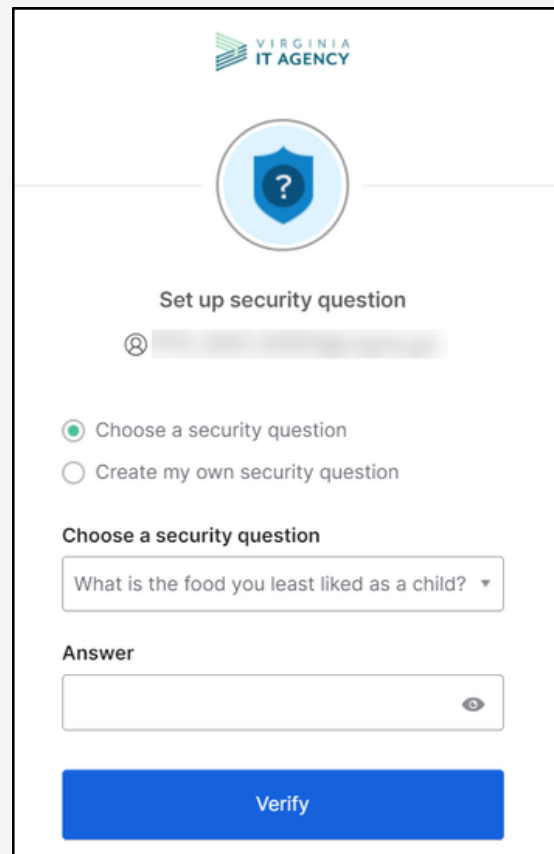 VIRGINIA
IT AGENCY
?
Set up security question
Choose a security question
Create my own security question
Choose a security question
What is the food you least liked as a child?
Answer
Verify